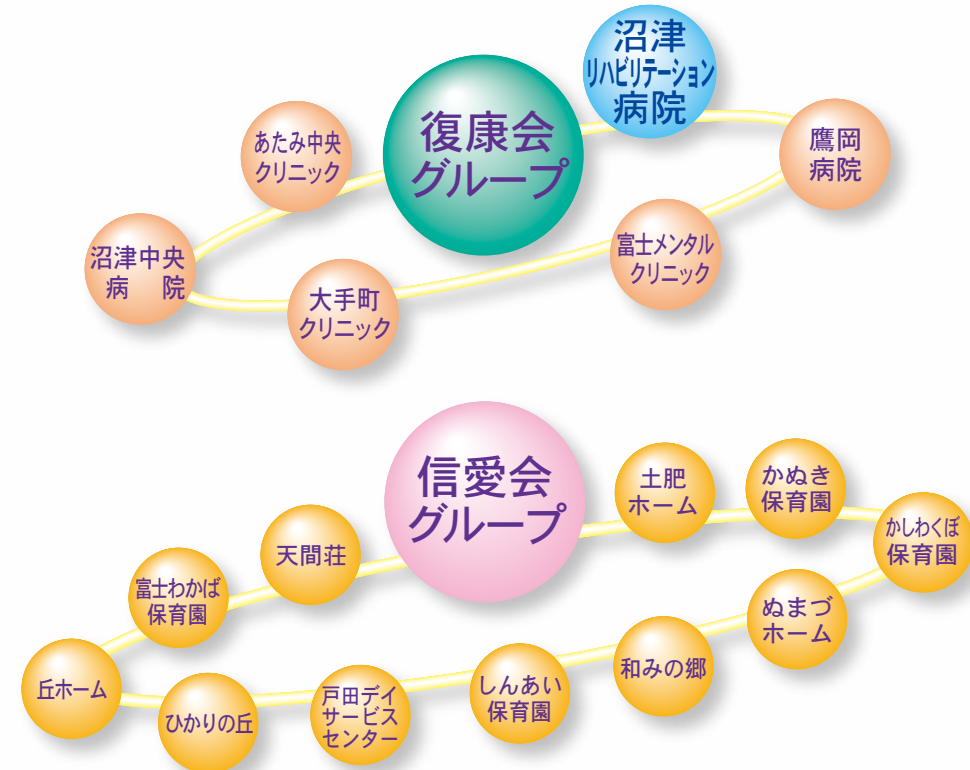 沼津
リハビリテーション
病院
復康会
グループ
あたみ中央
クリニック
鷹岡
病院
沼津中央
病　院
富士メンタル
クリニック
大手町
クリニック
信愛会
グループ
土肥
ホーム
かぬき
保育園
かしわくぼ
保育園
天間荘
富士わかば
保育園
ぬまづ
ホーム
丘ホーム
ひかりの丘
戸田デイ
サービス
センター
しんあい
保育園
和みの郷